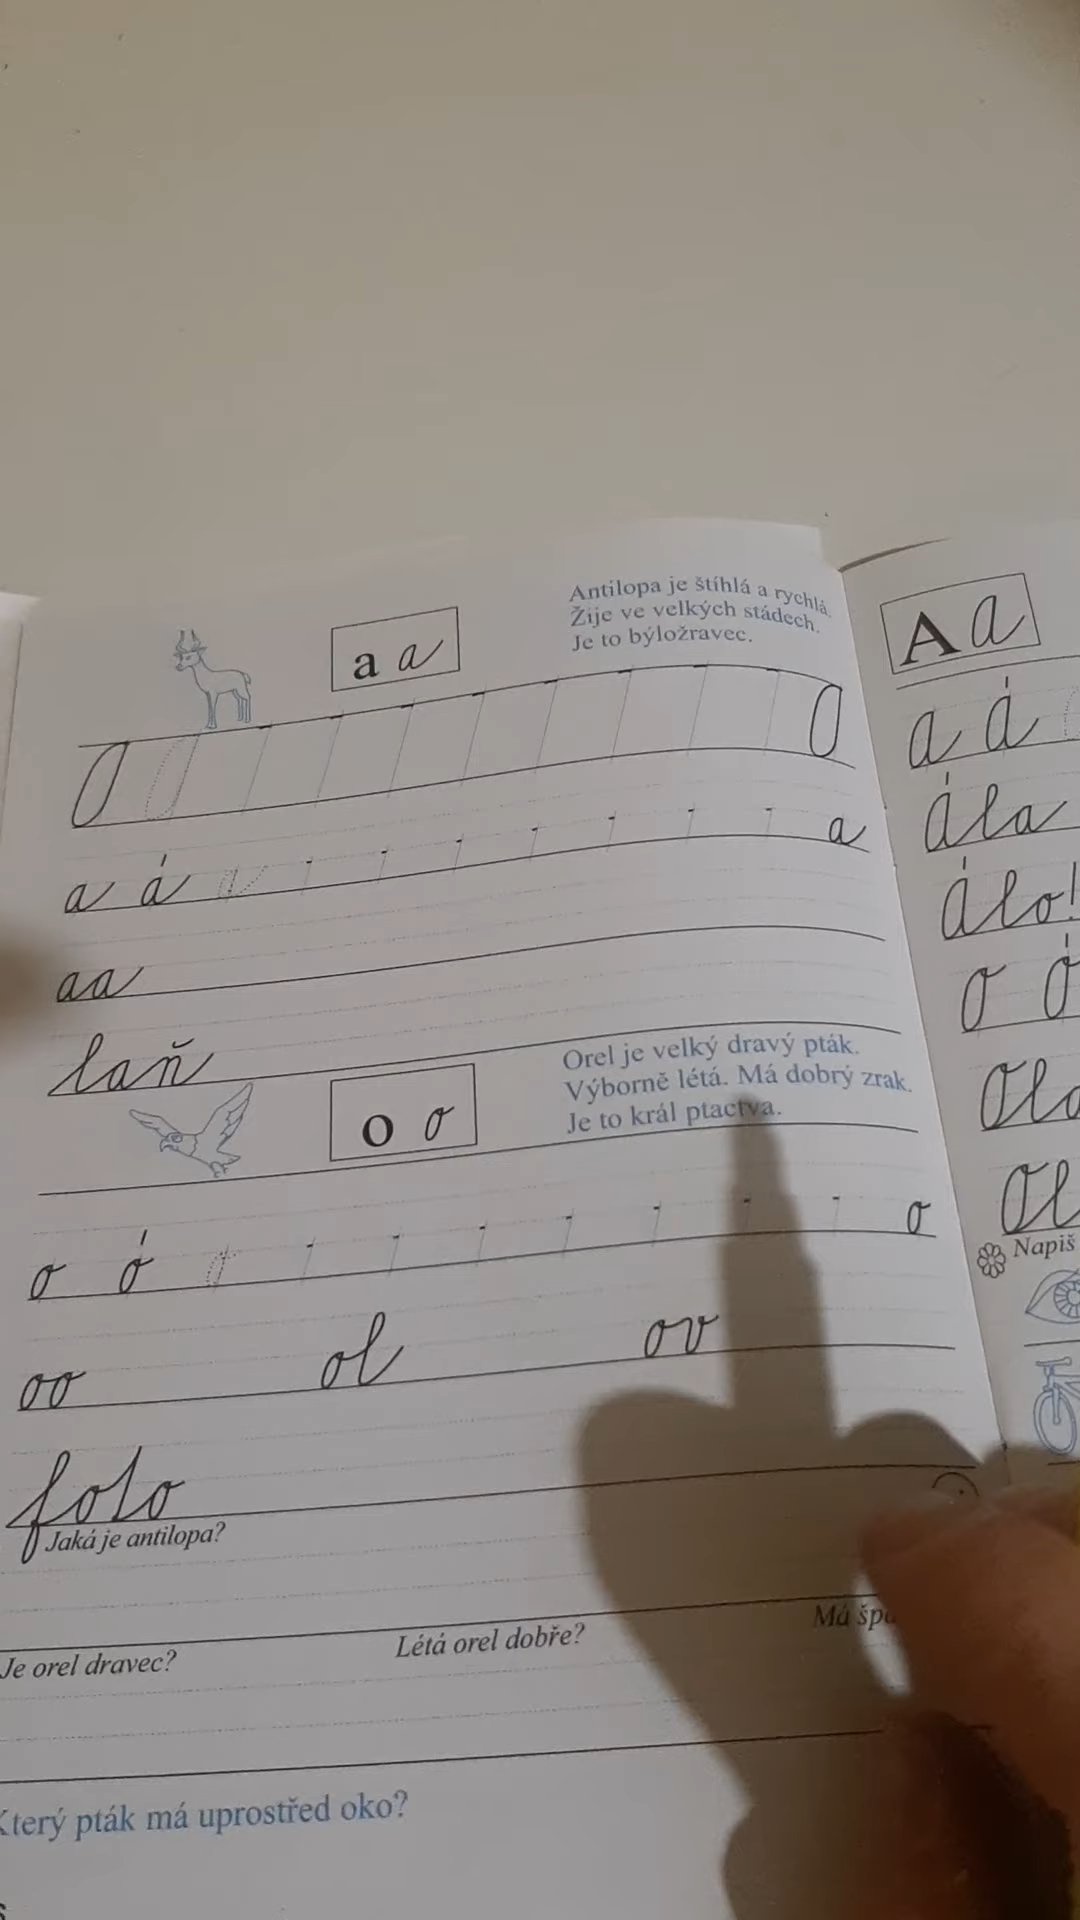 Antilopa je štíhlá a rychlá.
Žije ve velkých stádech.
Je to býložravec.
a a
O O
a á a a
aa
laň
Orel je velký dravý pták.
Výborně létá. Má dobrý zrak.
Je to král ptactva.
o o
o ó o o
oo ol ov
foto
Jaká je antilopa?
Je orel dravec? Létá orel dobře? Má
Který pták má uprostřed oko?
A a
a á
ála
álo!
o ó
Napiš